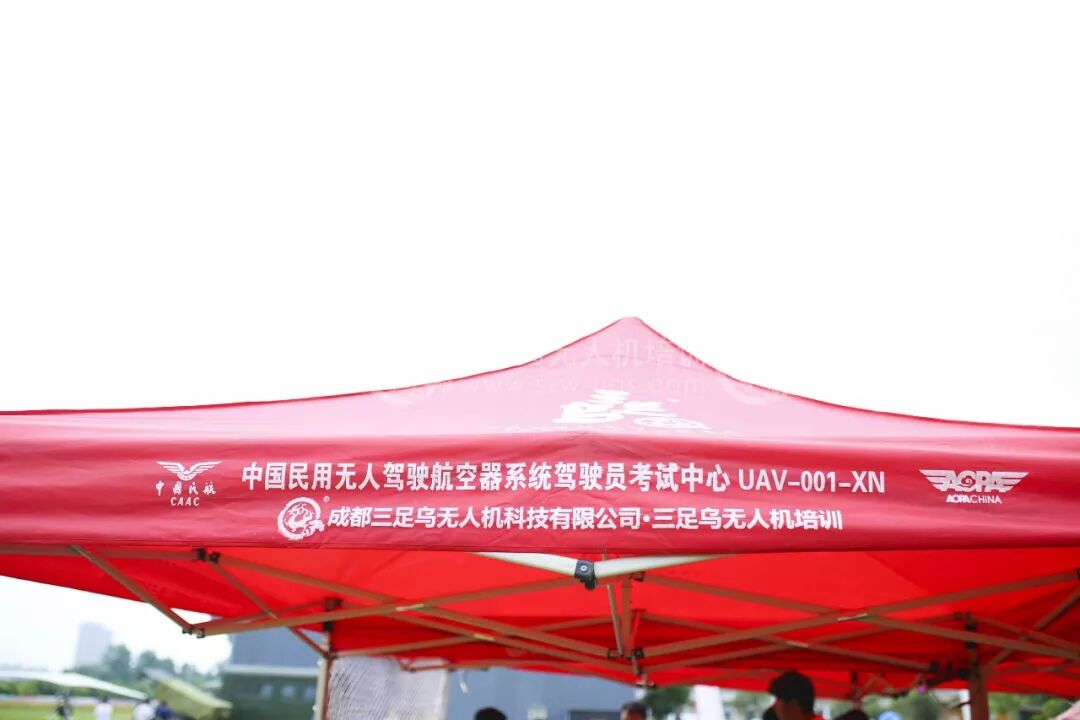 中国民航
CAAC
中国民用无人驾驶航空器系统驾驶员考试中心 UAV-001-XN
AOPA
AOPACHINA
成都三足乌无人机科技有限公司·三足乌无人机培训